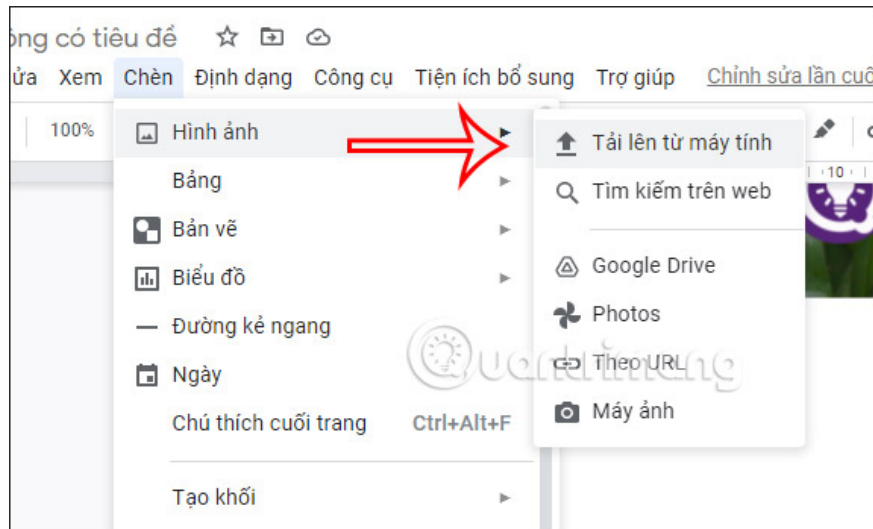 ông có tiêu đề
ửa Xem Chèn Định dạng Công cụ Tiện ích bổ sung Trợ giúp Chỉnh sửa lần cuố
100%
Hình ảnh
Bảng
Bản vẽ
Biểu đồ
Đường kẻ ngang
Ngày
Chú thích cuối trang Ctrl+Alt+F
Tạo khối
Tải lên từ máy tính
Tìm kiếm trên web
Google Drive
Photos
Theo URL
Máy ảnh
10
Quantrimang